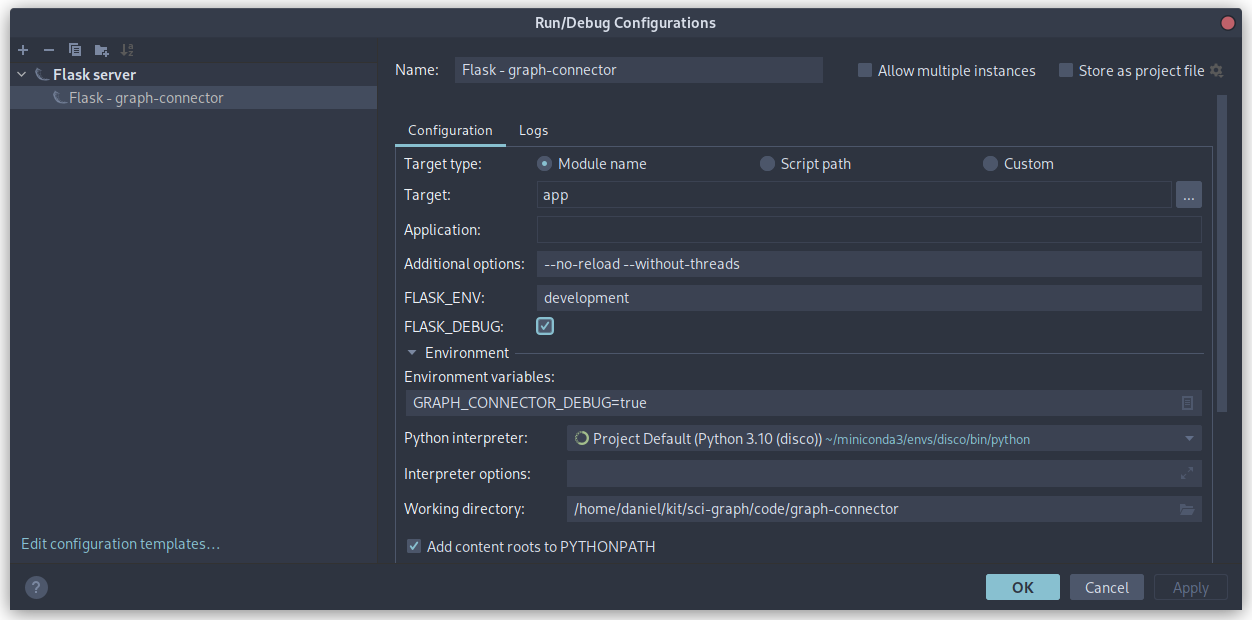 Run/Debug Configurations
Flask server
Flask - graph-connector
Name: Flask - graph-connector Allow multiple instances Store as project file
Configuration Logs
Target type: Module name Script path Custom
Target: app ...
Application:
Additional options: --no-reload --without-threads
FLASK_ENV: development
FLASK_DEBUG:
Environment
Environment variables:
GRAPH_CONNECTOR_DEBUG=true
Python interpreter: Project Default (Python 3.10 (disco)) ~/miniconda3/envs/disco/bin/python
Interpreter options:
Working directory: /home/daniel/kit/sci-graph/code/graph-connector
Edit configuration templates...
Add content roots to PYTHONPATH
? OK Cancel Apply